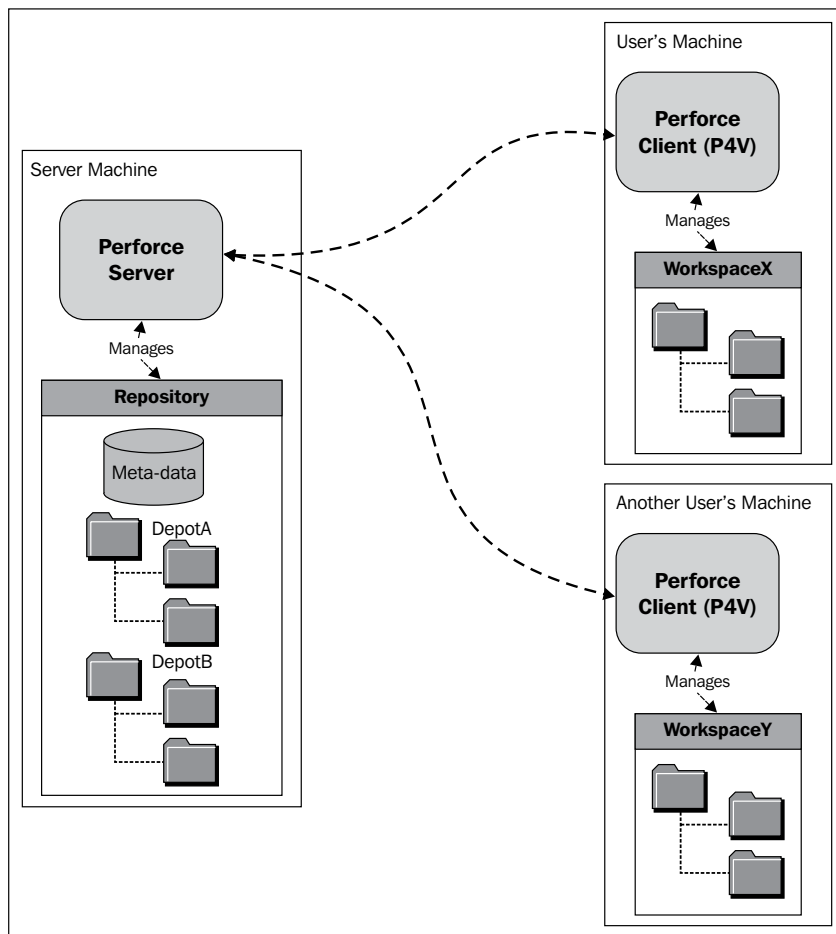 Server Machine
Perforce
Server
Manages
Repository
Meta-data
DepotA
DepotB
User's Machine
Perforce
Client (P4V)
Manages
WorkspaceX
Another User's Machine
Perforce
Client (P4V)
Manages
WorkspaceY